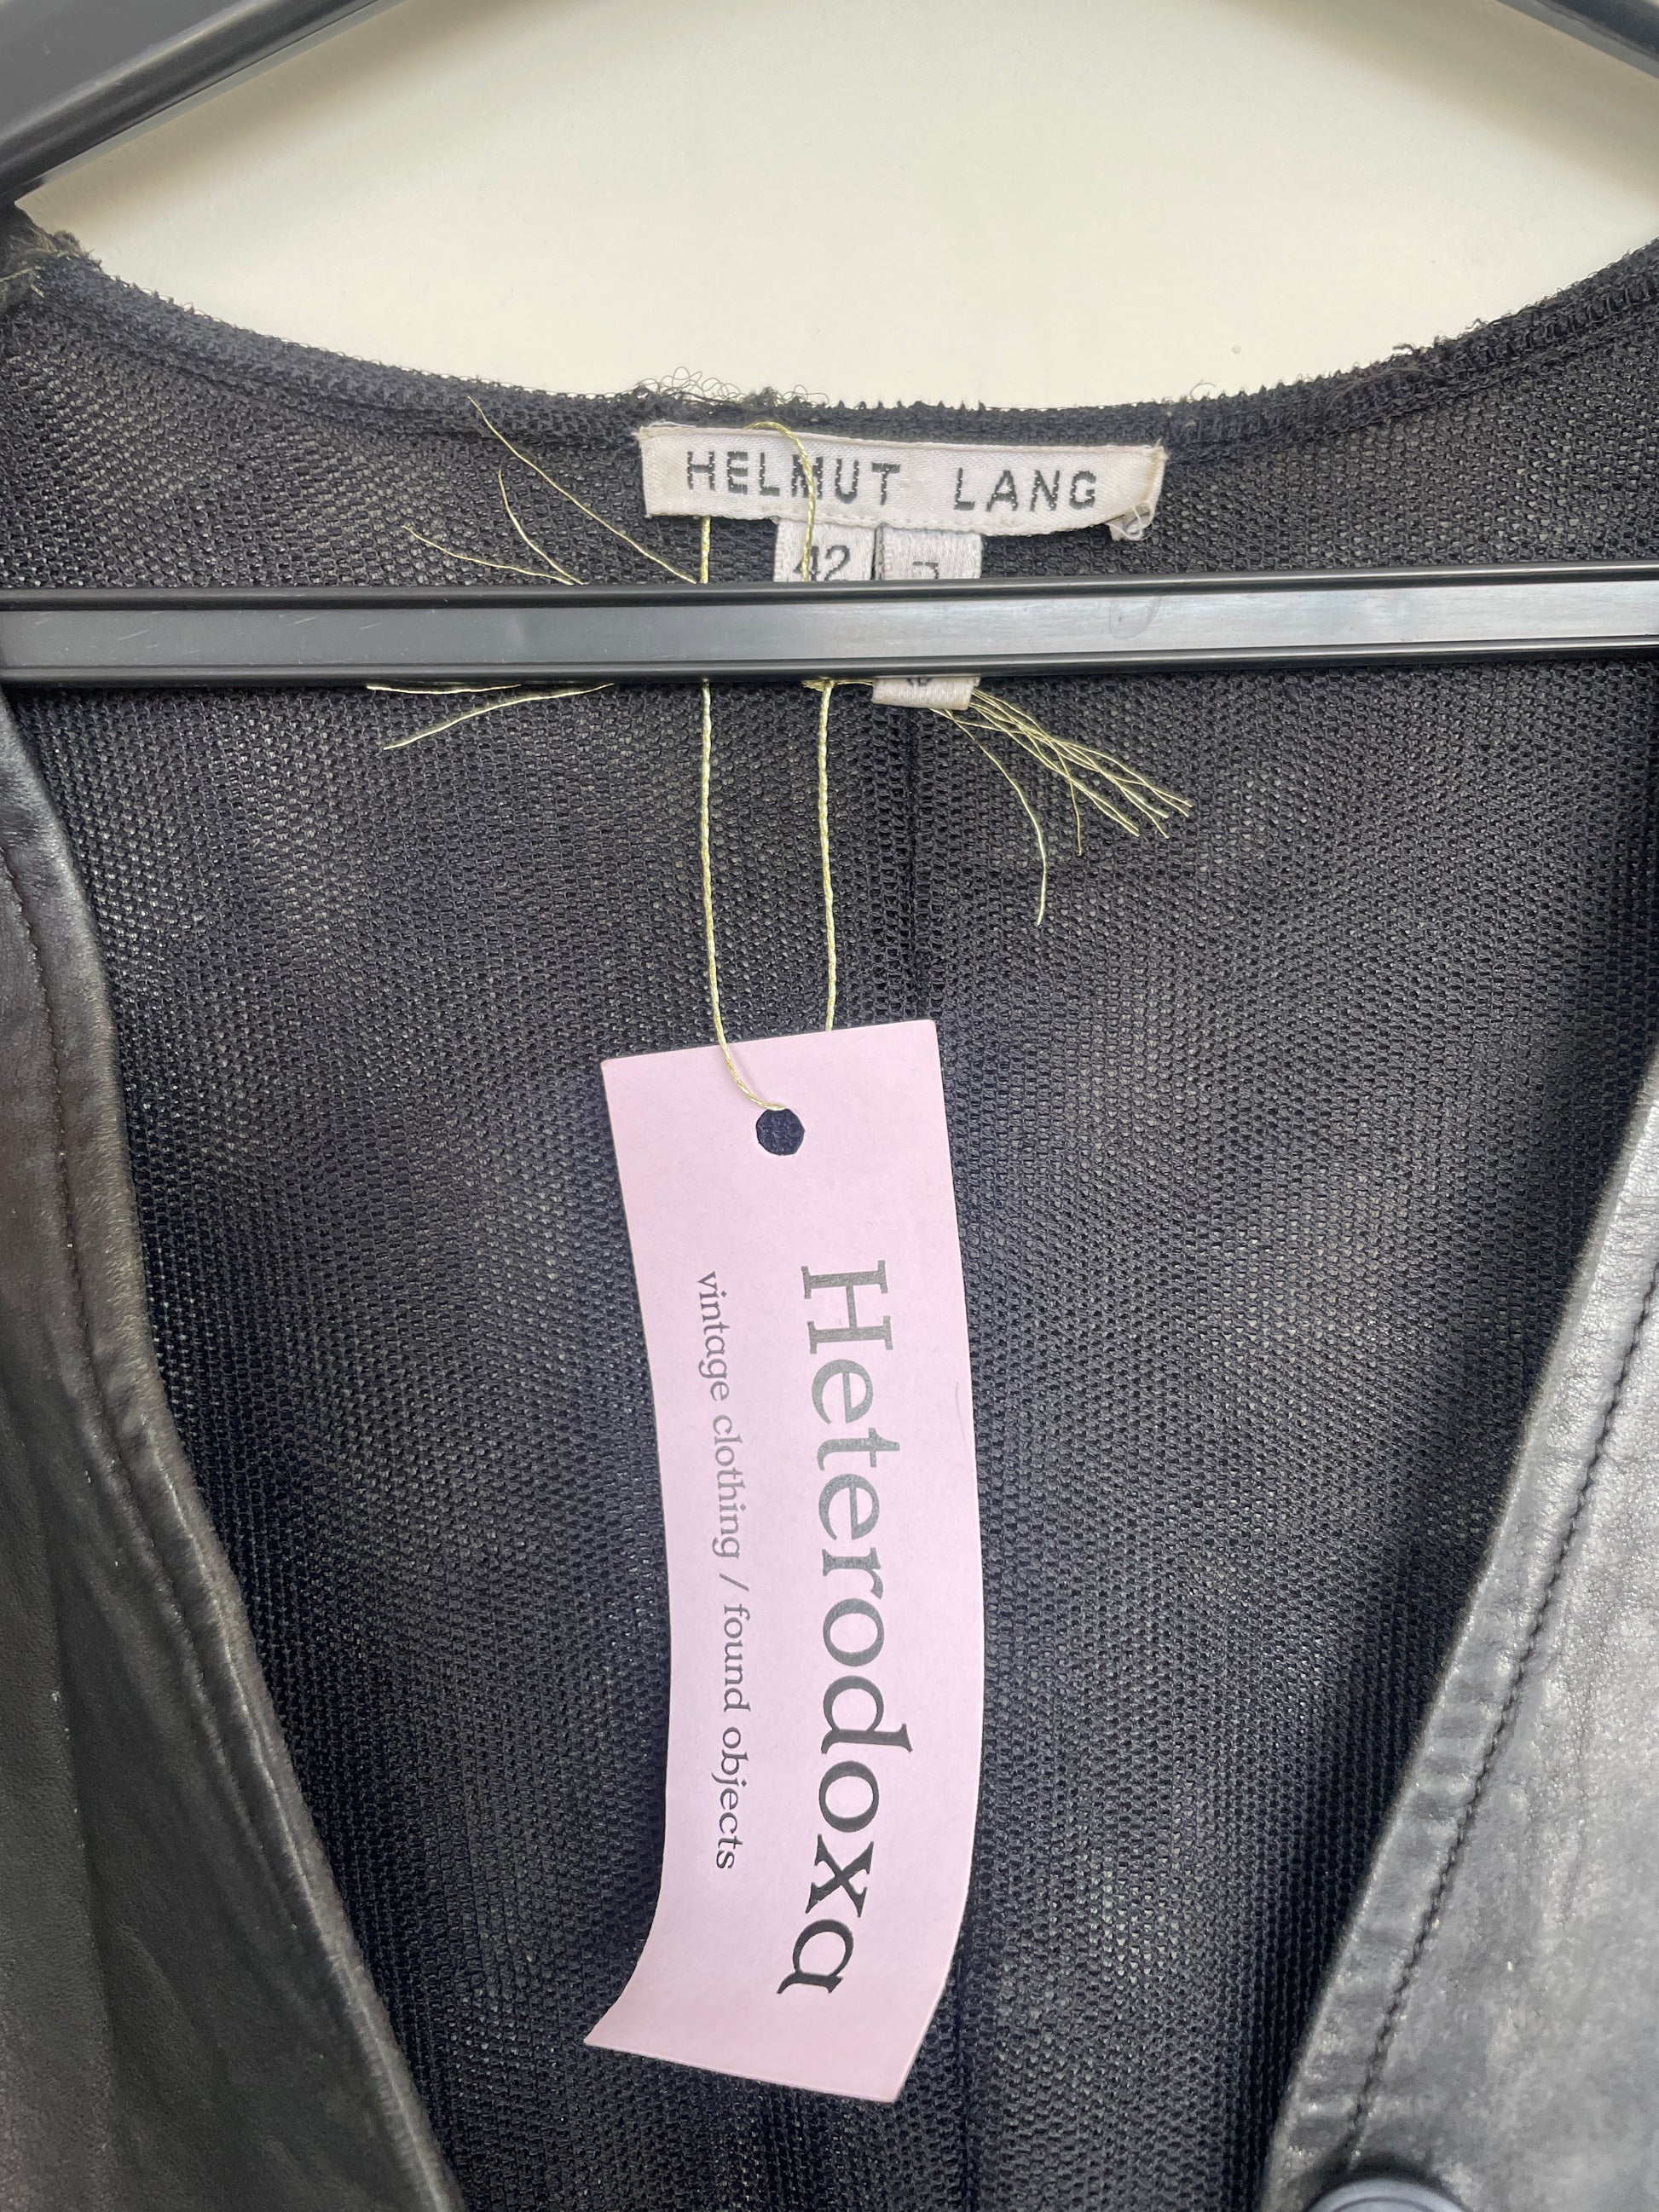 HELMUT LANG
42
Heterodoxa
vintage clothing / found objects